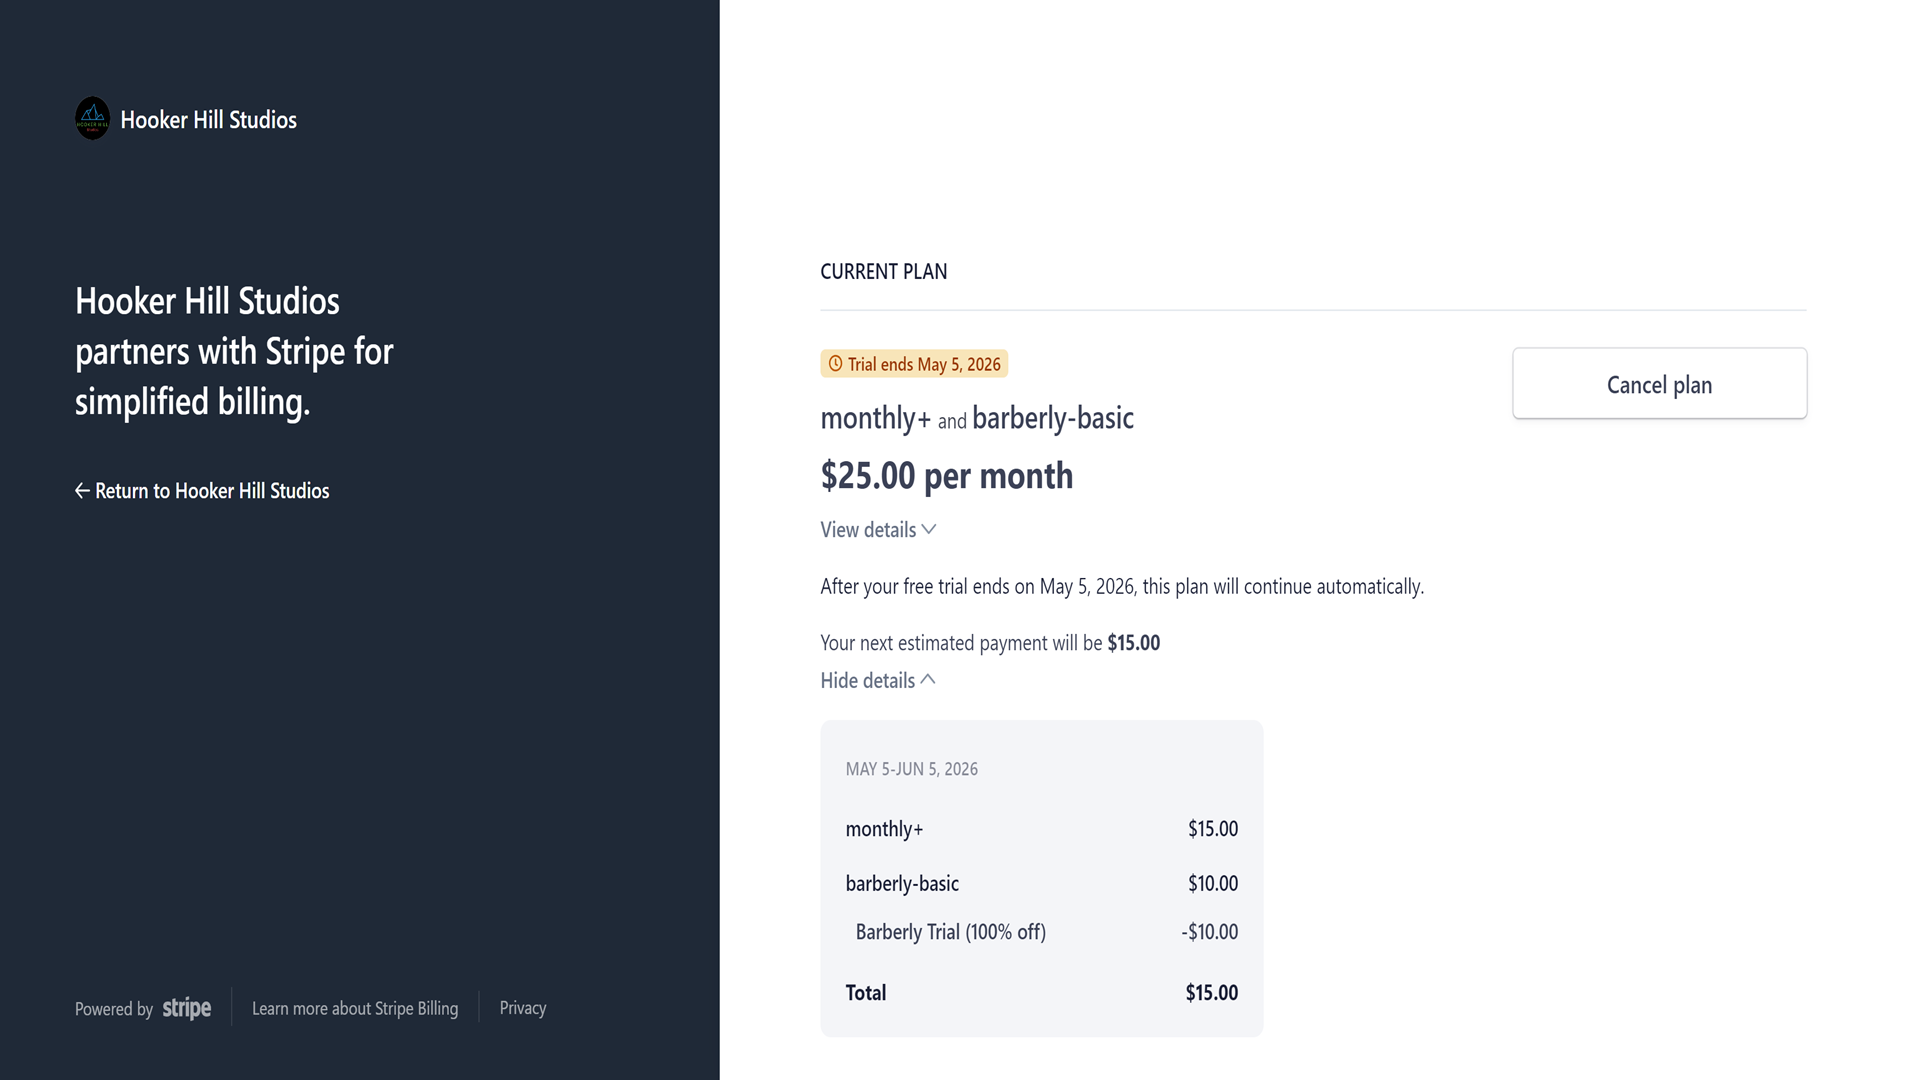 Hooker Hill Studios
Hooker Hill Studios
partners with Stripe for
simplified billing.
Return to Hooker Hill Studios
Powered by stripe
Learn more about Stripe Billing
Privacy
CURRENT PLAN
Trial ends May 5, 2026
Cancel plan
monthly+ and barberly-basic
$25.00 per month
View details
After your free trial ends on May 5, 2026, this plan will continue automatically.
Your next estimated payment will be $15.00
Hide details
MAY 5-JUN 5, 2026
monthly+ $15.00
barberly-basic $10.00
Barberly Trial (100% off) -$10.00
Total $15.00